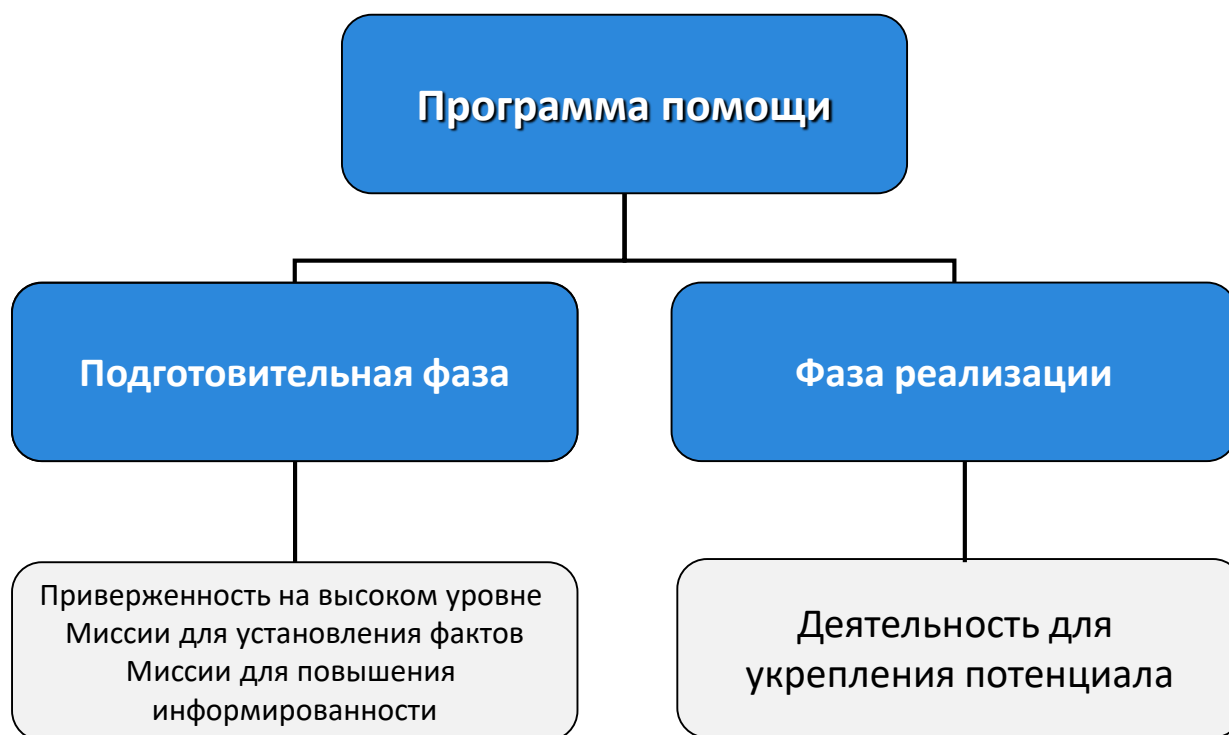 Программа помощи
Подготовительная фаза
Фаза реализации
Приверженность на высоком уровне
Миссии для установления фактов
Миссии для повышения
информированности
Деятельность для
укрепления потенциала